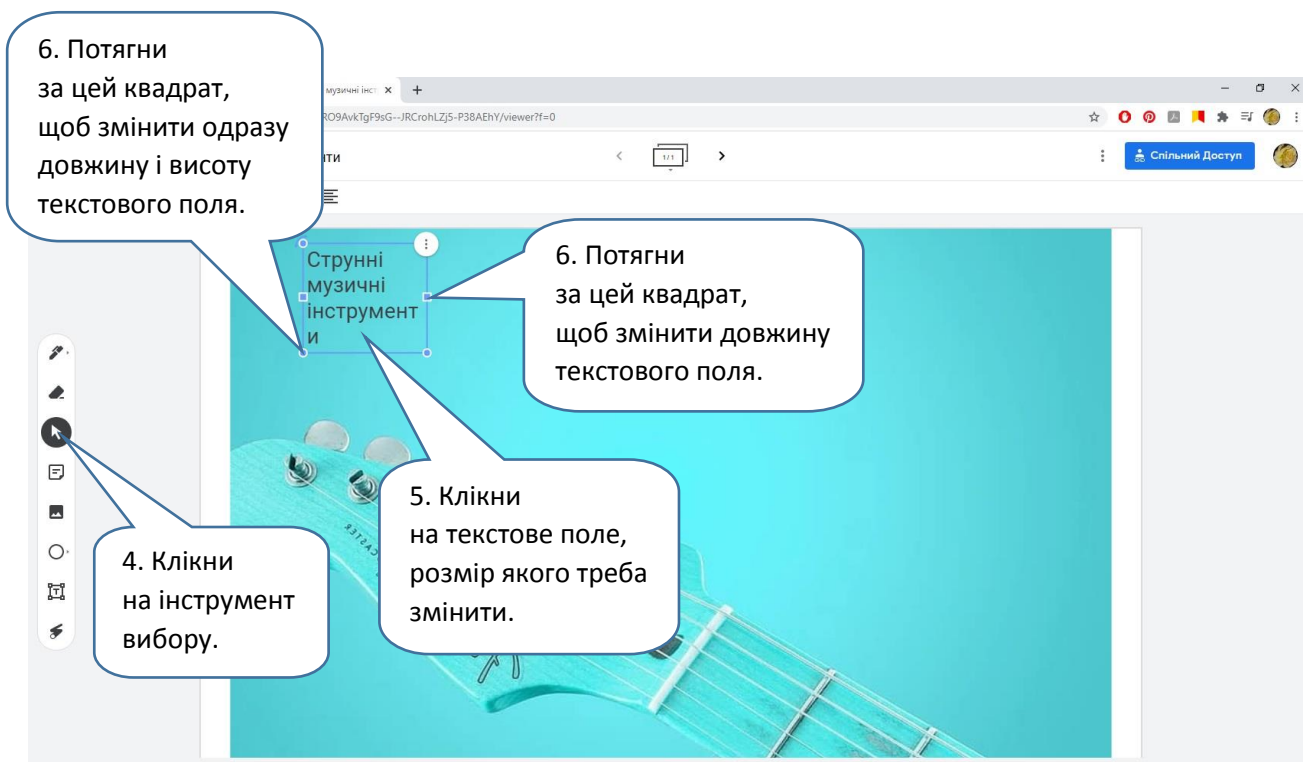 6. Потягни
за цей квадрат,
щоб змінити одразу
довжину і висоту
текстового поля.
музичні інс
RO9AvkTgF9sG--JRCrohLZj5-P38AEhY/viewer?f=0
1/1
Спільний Доступ
Струнні
музичні
інструмент
и
6. Потягни
за цей квадрат,
щоб змінити довжину
текстового поля.
5. Клікни
на текстове поле,
розмір якого треба
змінити.
4. Клікни
на інструмент
вибору.